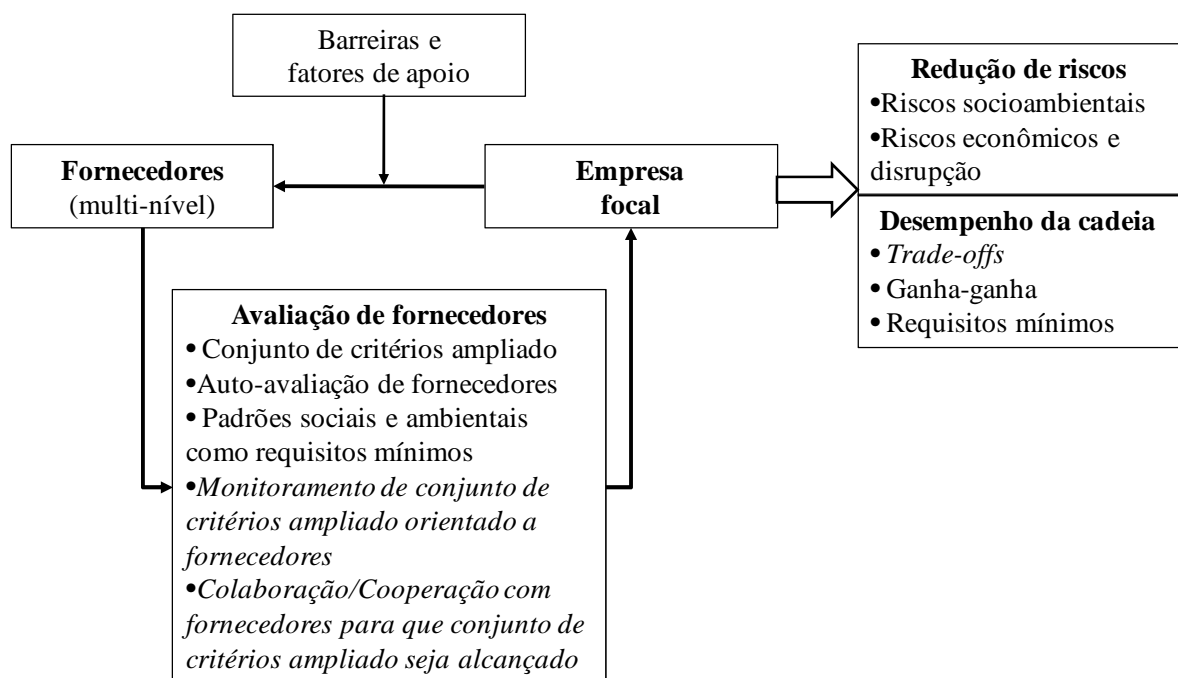 Barreiras e
fatores de apoio
Fornecedores
(multi-nível)
Empresa
focal
Redução de riscos
•Riscos socioambientais
•Riscos econômicos e
disrupção
Desempenho da cadeia
• Trade-offs
• Ganha-ganha
• Requisitos mínimos
Avaliação de fornecedores
• Conjunto de critérios ampliado
•Auto-avaliação de fornecedores
• Padrões sociais e ambientais
como requisitos mínimos
•Monitoramento de conjunto de
critérios ampliado orientado a
fornecedores
•Colaboração/Cooperação com
fornecedores para que conjunto de
critérios ampliado seja alcançado